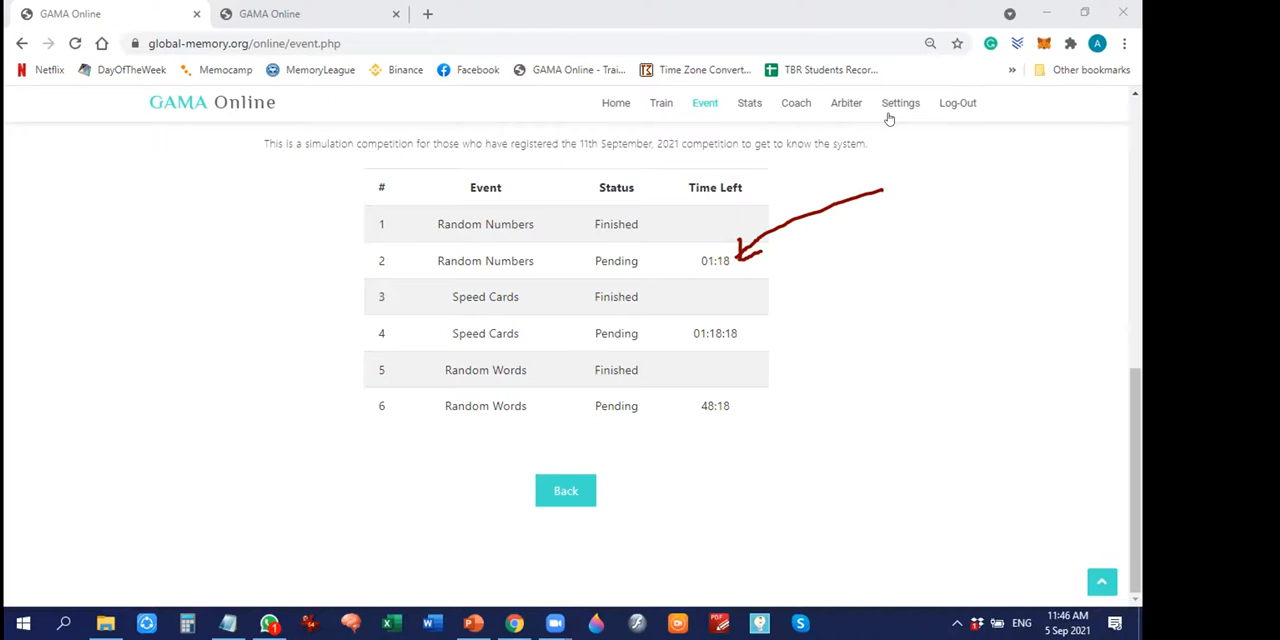 GAMA Online
GAMA Online
global-memory.org/online/event.php
A
Netflix DayOfTheWeek Memocamp MemoryLeague Binance Facebook GAMA Online - Trai... Time Zone Convert... TBR Students Recor... » Other bookmarks
GAMA Online
Home Train Event Stats Coach Arbiter Settings Log-Out
This is a simulation competition for those who have registered the 11th September, 2021 competition to get to know the system.
# Event Status Time Left
1 Random Numbers Finished
2 Random Numbers Pending 01:18
3 Speed Cards Finished
4 Speed Cards Pending 01:18:18
5 Random Words Finished
6 Random Words Pending 48:18
Back
ENG
11:46 AM
5 Sep 2021